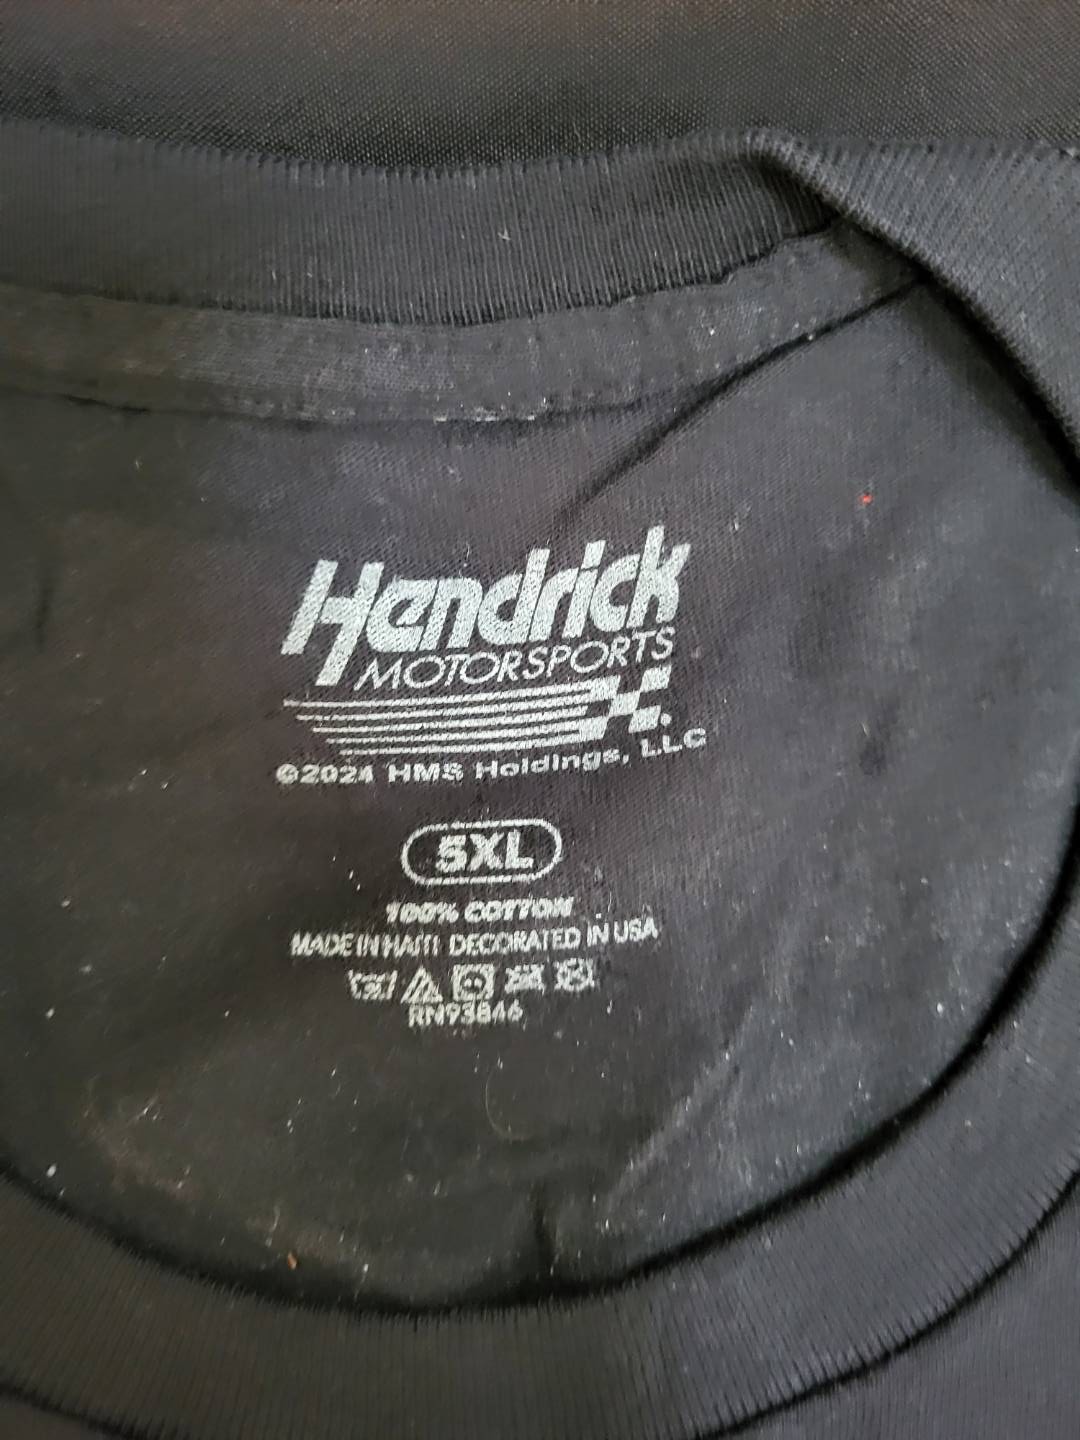 Hendrick
MOTORSPORTS
©2024 HMS Holdings, LLC
5XL
100% COTTON
MADE IN HAITI DECORATED IN USA
RN93846